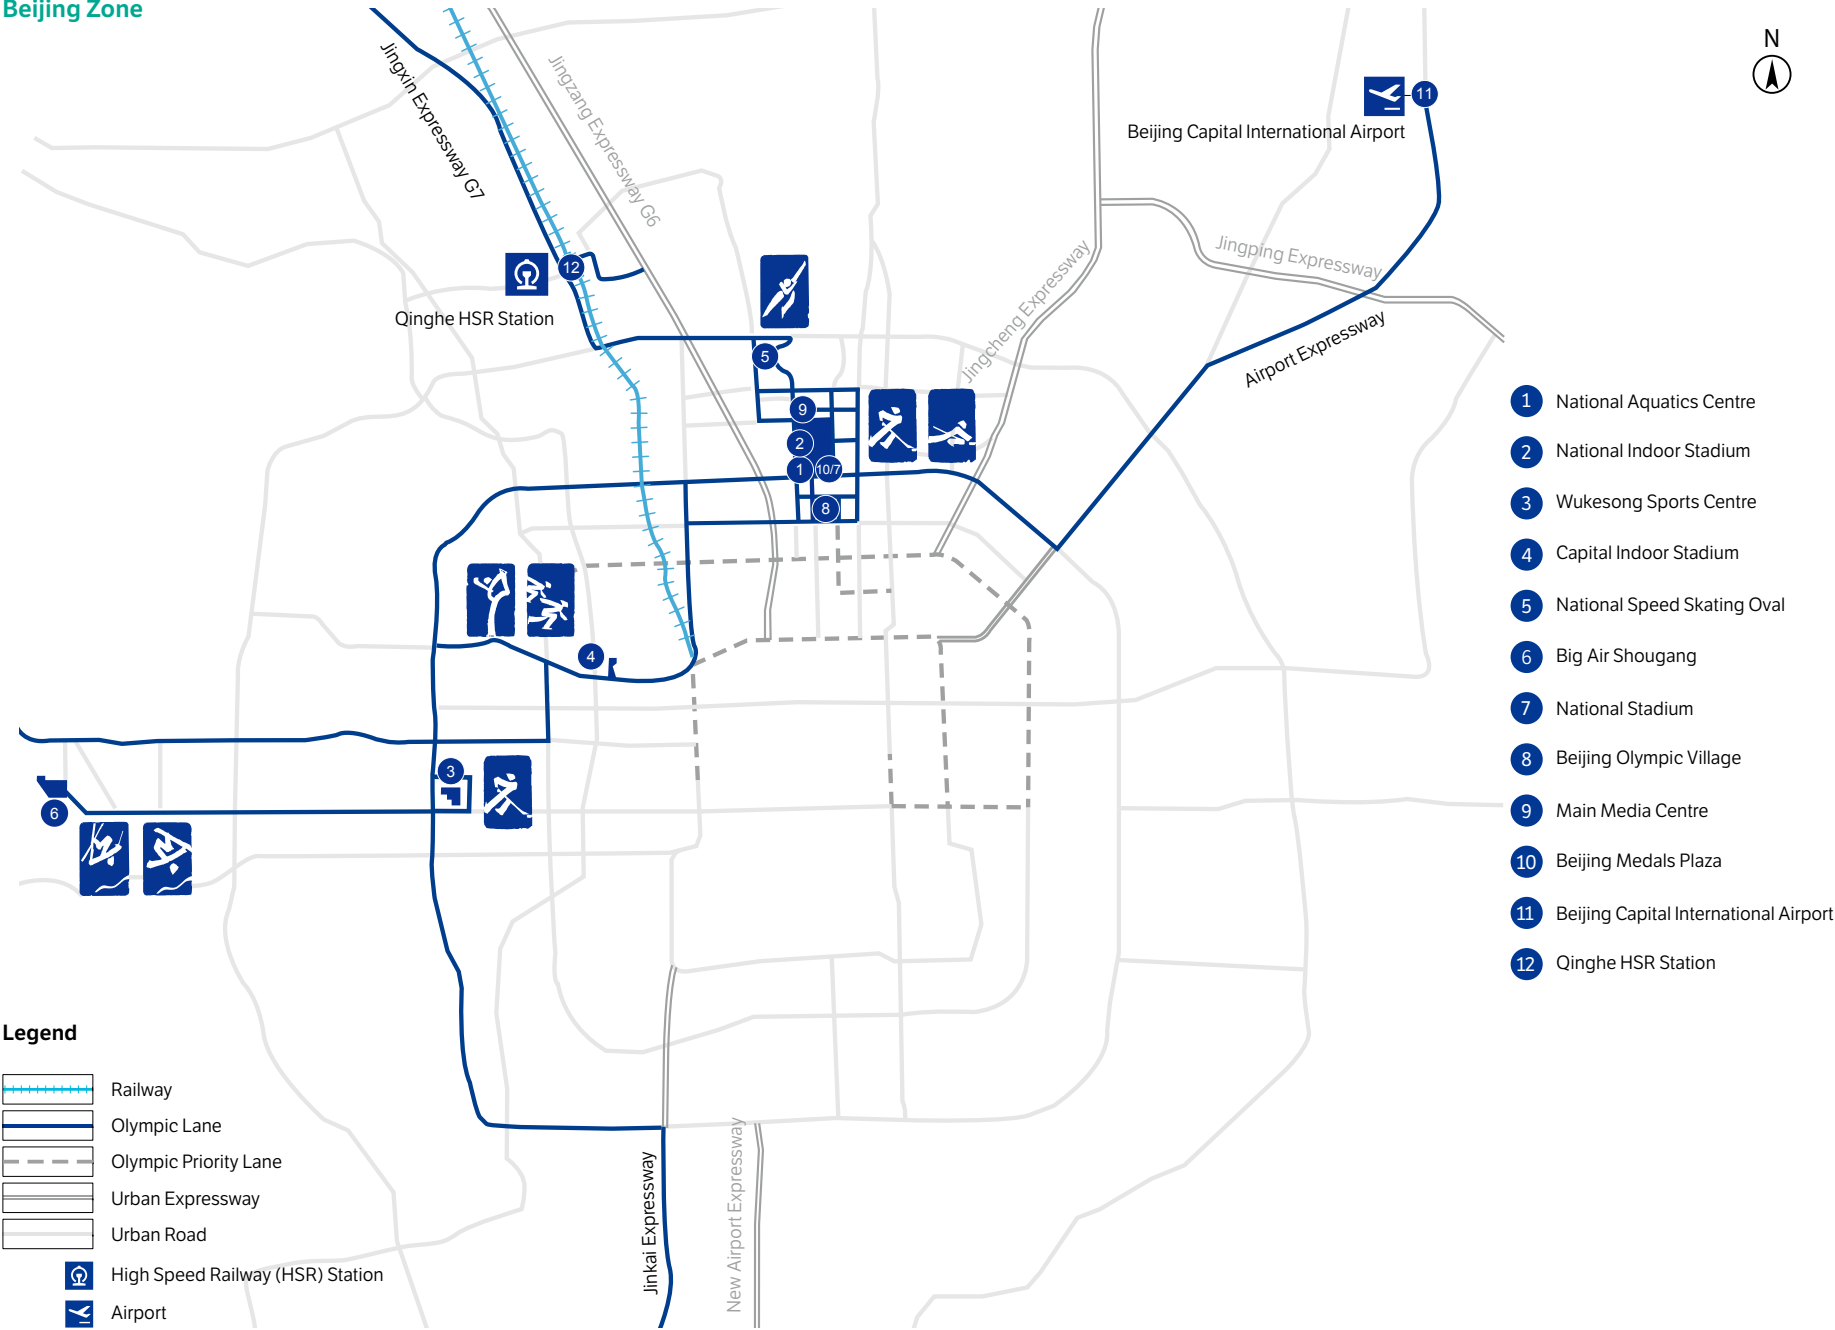 Beijing Zone
N
Jingxin Expressway G7
Jingzang Expressway G6
11
Beijing Capital International Airport
Jingping Expressway
12
Qinghe HSR Station
Jingcheng Expressway
Airport Expressway
5
9
2
1
10/7
8
4
3
6
1 National Aquatics Centre
2 National Indoor Stadium
3 Wukesong Sports Centre
4 Capital Indoor Stadium
5 National Speed Skating Oval
6 Big Air Shougang
7 National Stadium
8 Beijing Olympic Village
9 Main Media Centre
10 Beijing Medals Plaza
11 Beijing Capital International Airport
12 Qinghe HSR Station
Jinkai Expressway
New Airport Expressway
Legend
Railway
Olympic Lane
Olympic Priority Lane
Urban Expressway
Urban Road
High Speed Railway (HSR) Station
Airport